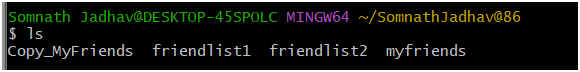 Somnath Jadhav@DESKTOP-45SPOLC MINGW64 ~/SomnathJadhav@86
$ ls
Copy_MyFriends  friendlist1  friendlist2  myfriends